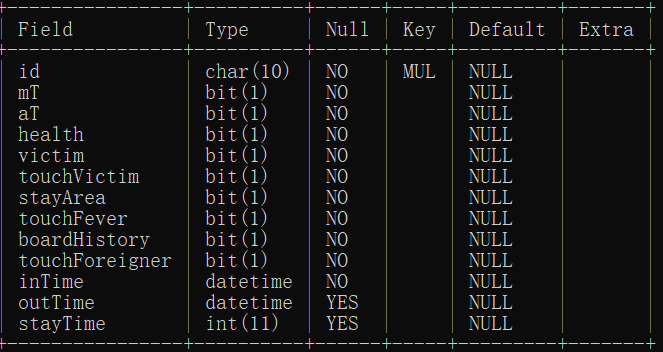 Field Type Null Key Default Extra
id char(10) NO MUL NULL
mT bit(1) NO NULL
aT bit(1) NO NULL
health bit(1) NO NULL
victim bit(1) NO NULL
touchVictim bit(1) NO NULL
stayArea bit(1) NO NULL
touchFever bit(1) NO NULL
boardHistory bit(1) NO NULL
touchForeigner bit(1) NO NULL
inTime datetime NO NULL
outTime datetime YES NULL
stayTime int(11) YES NULL